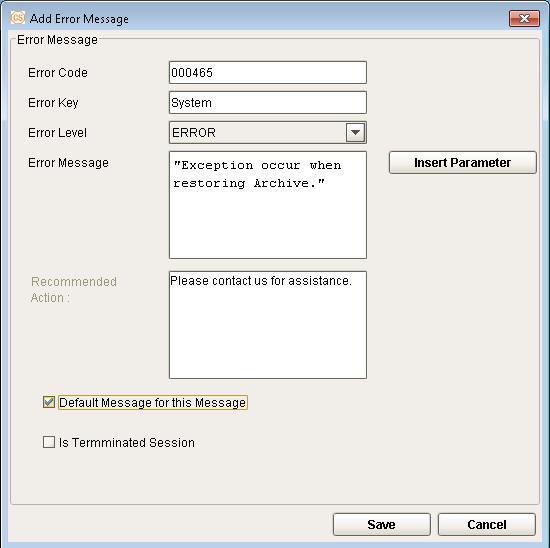 CS Add Error Message
Error Message
Error Code 000465
Error Key System
Error Level ERROR
Error Message "Exception occur when
restoring Archive."
Insert Parameter
Recommended
Action :
Please contact us for assistance.
Default Message for this Message
Is Termminated Session
Save Cancel